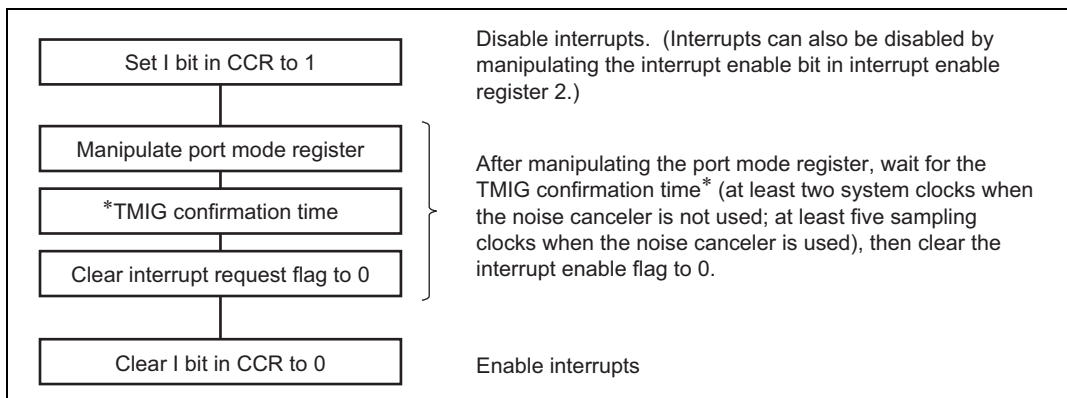 Set I bit in CCR to 1
Disable interrupts. (Interrupts can also be disabled by
manipulating the interrupt enable bit in interrupt enable
register 2.)
Manipulate port mode register
*TMIG confirmation time
Clear interrupt request flag to 0
After manipulating the port mode register, wait for the
TMIG confirmation time* (at least two system clocks when
the noise canceler is not used; at least five sampling
clocks when the noise canceler is used), then clear the
interrupt enable flag to 0.
Clear I bit in CCR to 0
Enable interrupts